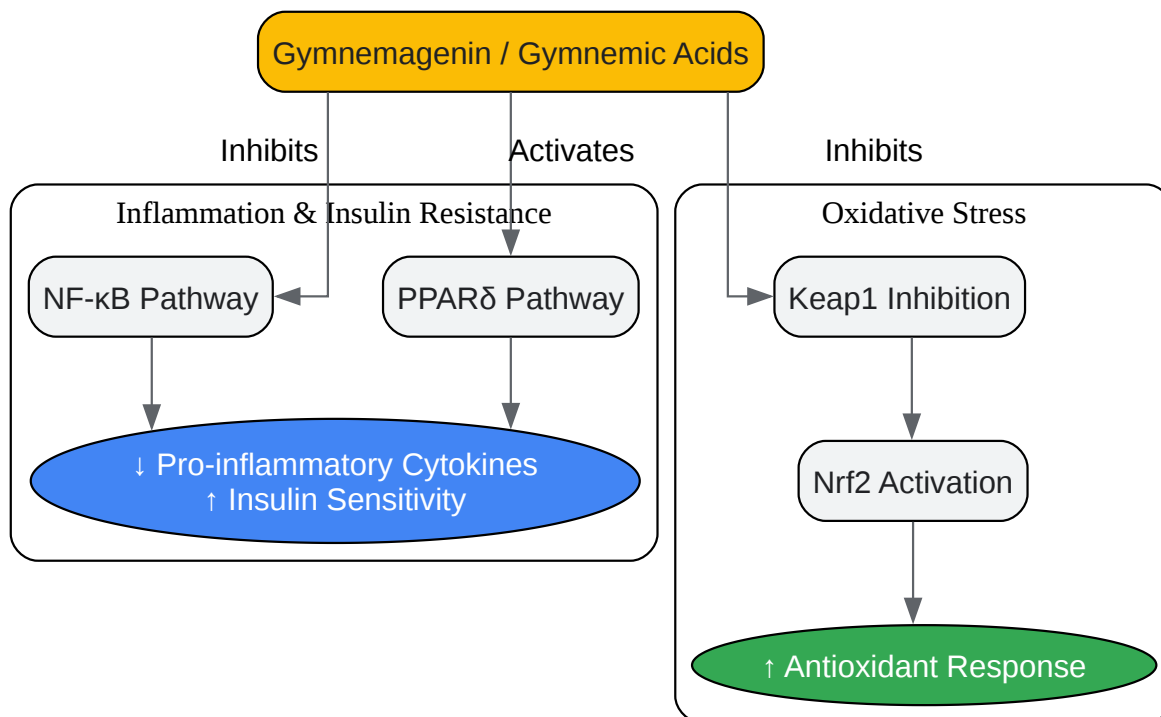 Gymnemagenin / Gymnemic Acids
Inhibits
Activates
Inhibits
Inflammation & Insulin Resistance
Oxidative Stress
NF-κB Pathway
PPARδ Pathway
Keap1 Inhibition
↓ Pro-inflammatory Cytokines
↑ Insulin Sensitivity
Nrf2 Activation
↑ Antioxidant Response